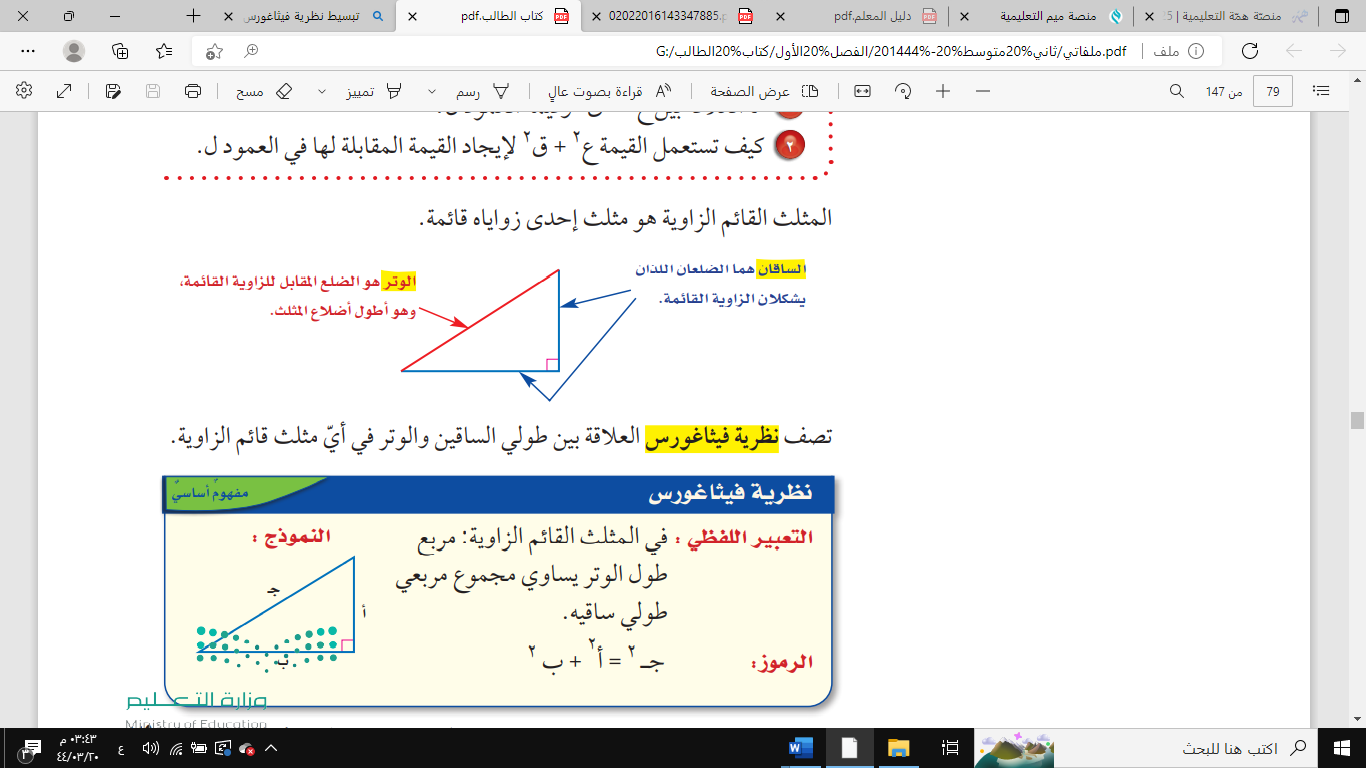 تبسيط نظرية فيثاغورس
كتاب الطالب.pdf
02022016143347885.p
دليل المعلم.pdf
منصة ميم التعليمية
منصّة همّة التعليمية | 5
G:/ملفاتي/ثاني%20متوسط%20-%201444/الفصل%20الأول/كتاب%20الطالب.pdf
ملف
مسح
تمييز
رسم
قراءة بصوت عالٍ
عرض الصفحة
من 147
79
٢ كيف تستعمل القيمة ع٢ + ق٢ لإيجاد القيمة المقابلة لها في العمود ل.
المثلث القائم الزاوية هو مثلث إحدى زواياه قائمة.
الساقان هما الضلعان اللذان
يشكلان الزاوية القائمة.
الوتر هو الضلع المقابل للزاوية القائمة،
وهو أطول أضلاع المثلث.
تصف نظرية فيثاغورس العلاقة بين طولي الساقين والوتر في أيّ مثلث قائم الزاوية.
نظرية فيثاغورس
مفهوم أساسي
التعبير اللفظي : في المثلث القائم الزاوية: مربع
طول الوتر يساوي مجموع مربعي
طولي ساقيه.
الرموز: جـ٢ = أ٢ + ب٢
النموذج :
جـ
أ
ب
وزارة التعليم
Ministry of Education
٠٣:٤٣ م
٤٤/٠٣/٢٠
ع
٣
اكتب هنا للبحث